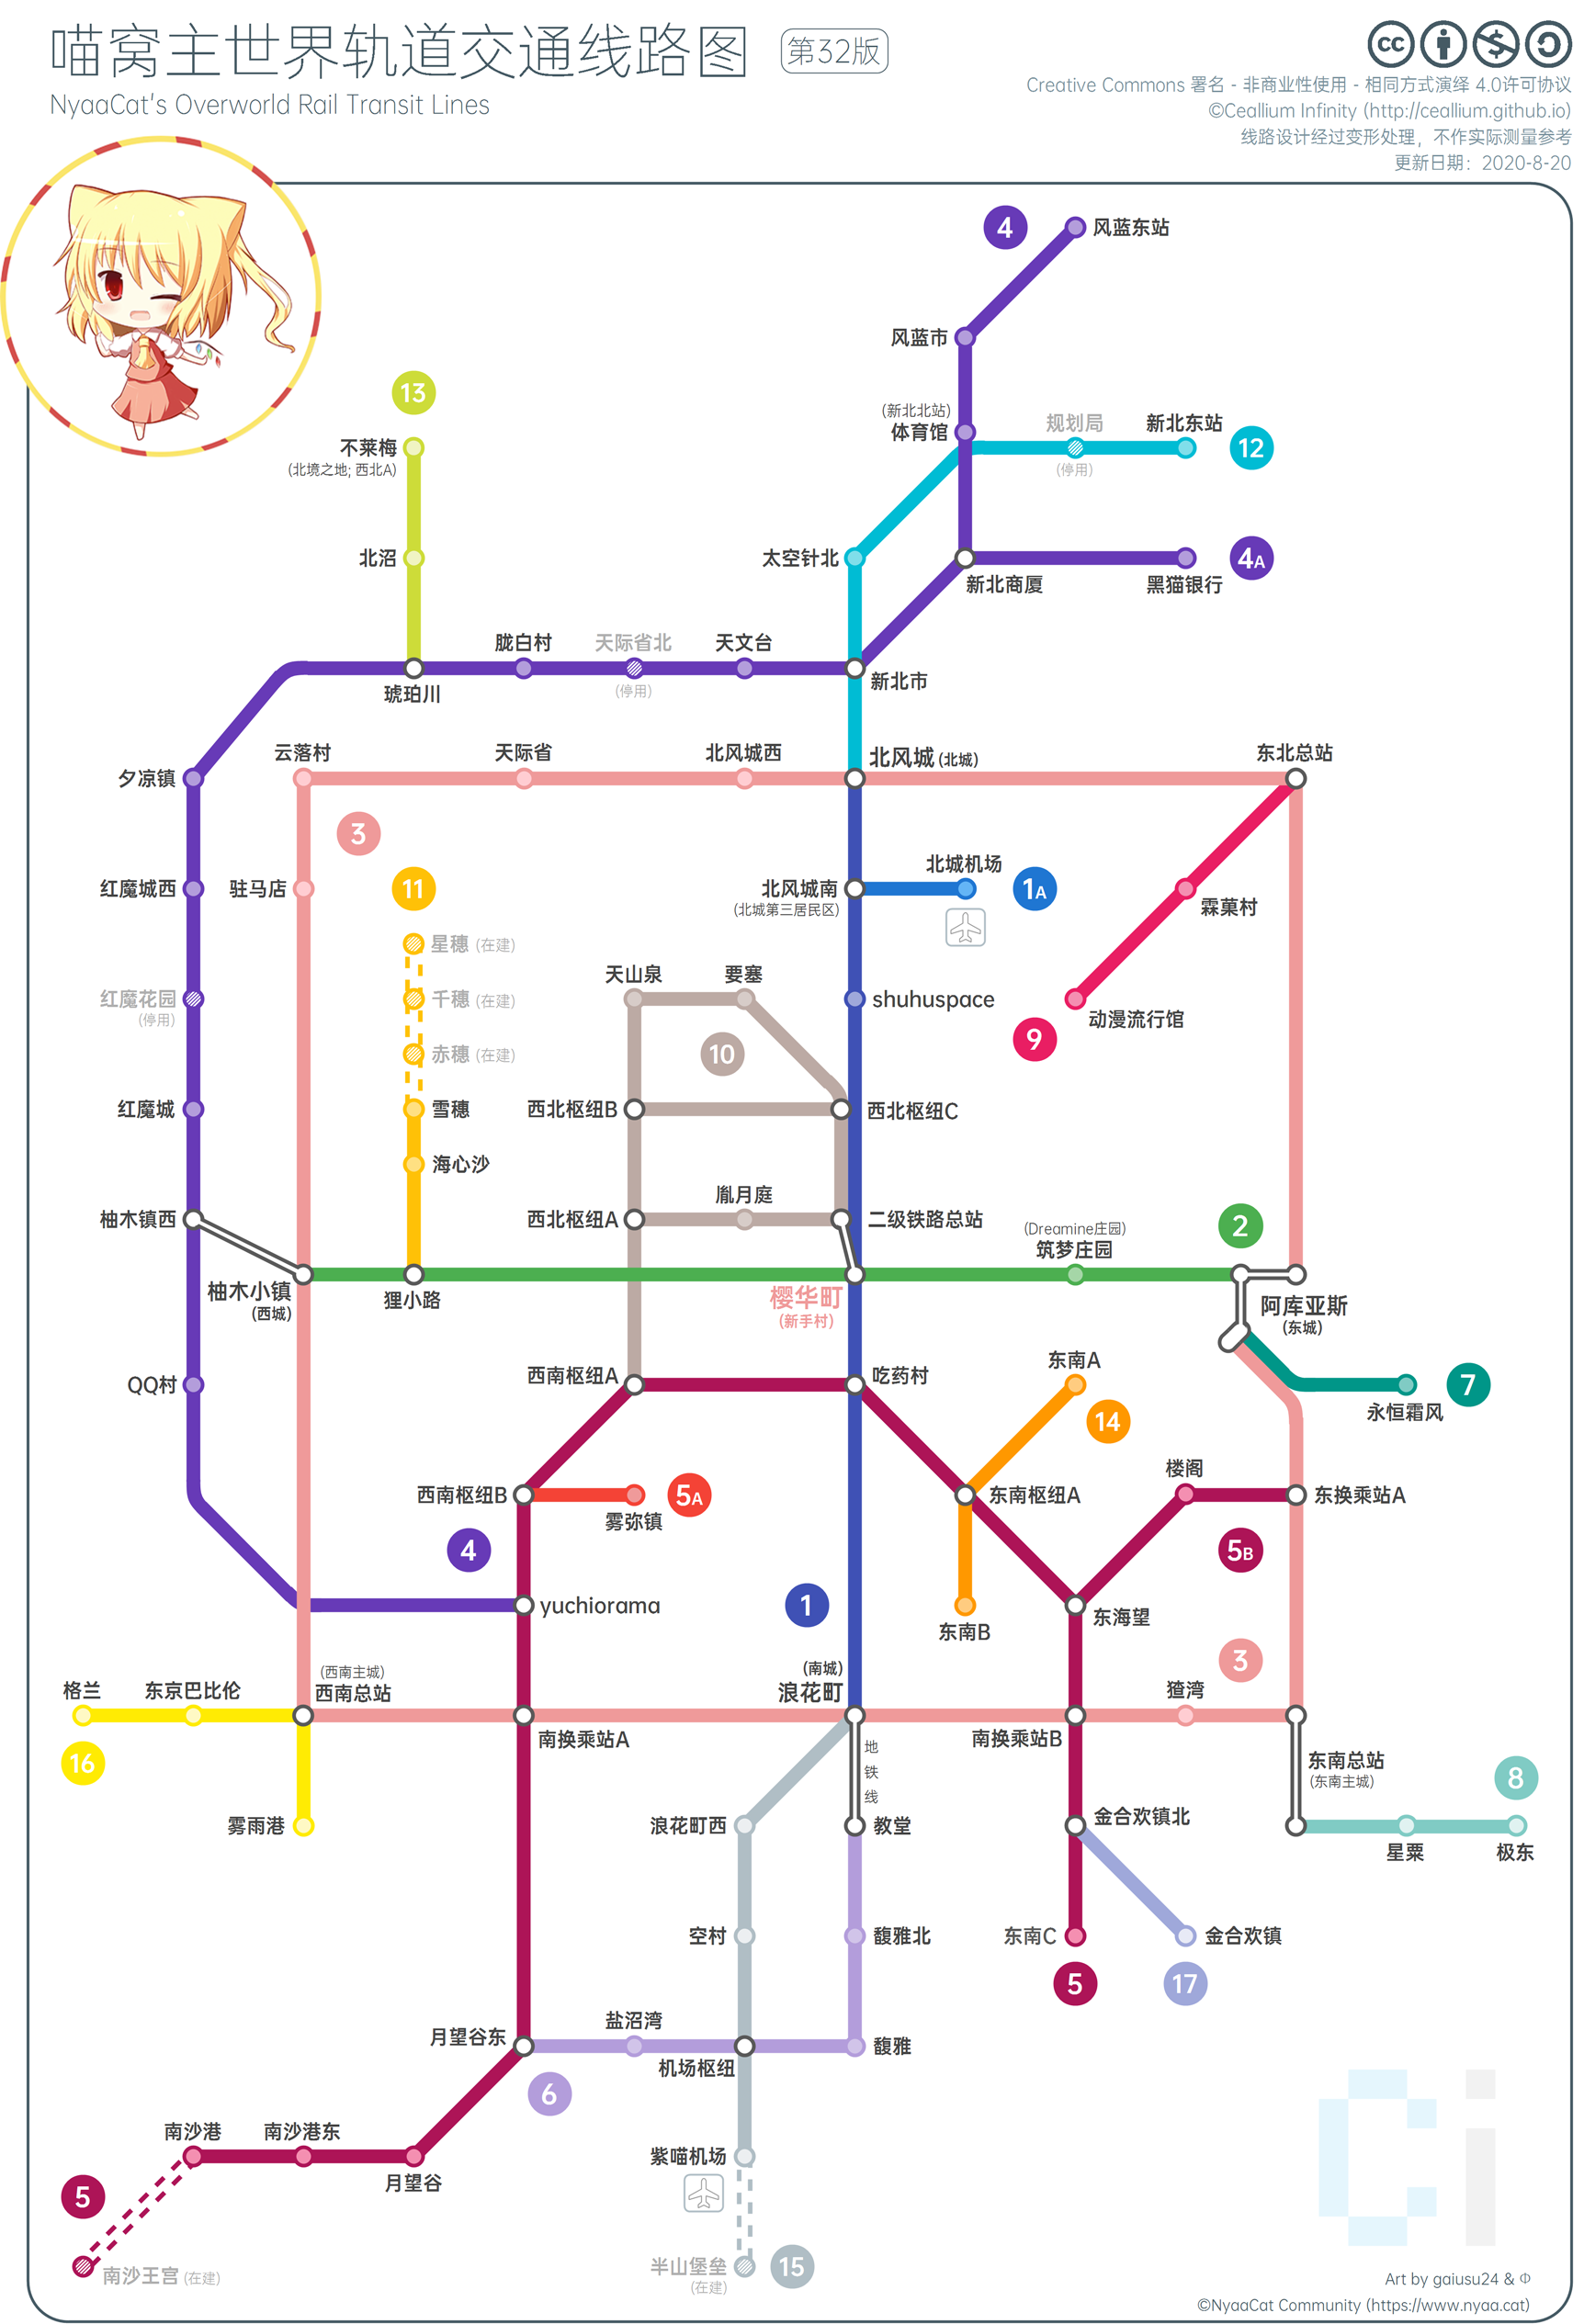 喵窝主世界轨道交通线路图
第32版
NyaaCat's Overworld Rail Transit Lines
Creative Commons 署名 - 非商业性使用 - 相同方式演绎 4.0许可协议
©Ceallium Infinity (http://ceallium.github.io)
线路设计经过变形处理，不作实际测量参考
更新日期：2020-8-20
4
风蓝东站
风蓝市
13
(新北北站)
体育馆
规划局
(停用)
新北东站
12
不莱梅
(北境之地; 西北A)
北沼
太空针北
新北商厦
黑猫银行
4A
胧白村
天际省北
(停用)
天文台
琥珀川
新北市
夕凉镇
云落村
天际省
北风城西
北风城 (北城)
东北总站
3
11
红魔城西
驻马店
北风城南
(北城第三居民区)
北城机场
1A
霖菓村
星穗 (在建)
红魔花园
(停用)
千穗 (在建)
天山泉
要塞
shuhuspace
动漫流行馆
9
赤穗 (在建)
10
红魔城
雪穗
西北枢纽B
西北枢纽C
海心沙
柚木镇西
西北枢纽A
胤月庭
二级铁路总站
(Dreamine庄园)
筑梦庄园
2
柚木小镇
(西城)
狸小路
樱华町
(新手村)
阿库亚斯
(东城)
QQ村
西南枢纽A
吃药村
东南A
14
永恒霜风
7
西南枢纽B
雾弥镇
5A
东南枢纽A
楼阁
东换乘站A
4
5B
yuchiorama
1
东南B
东海望
3
格兰
东京巴比伦
(西南主城)
西南总站
(南城)
浪花町
猹湾
16
南换乘站A
地
铁
线
南换乘站B
东南总站
(东南主城)
8
雾雨港
浪花町西
教堂
金合欢镇北
星粟
极东
空村
馥雅北
东南C
金合欢镇
5
17
月望谷东
盐沼湾
机场枢纽
馥雅
6
南沙港
南沙港东
月望谷
紫喵机场
5
南沙王宫 (在建)
半山堡垒
(在建)
15
Ci
Art by gaiusu24 & Φ
©NyaaCat Community (https://www.nyaa.cat)